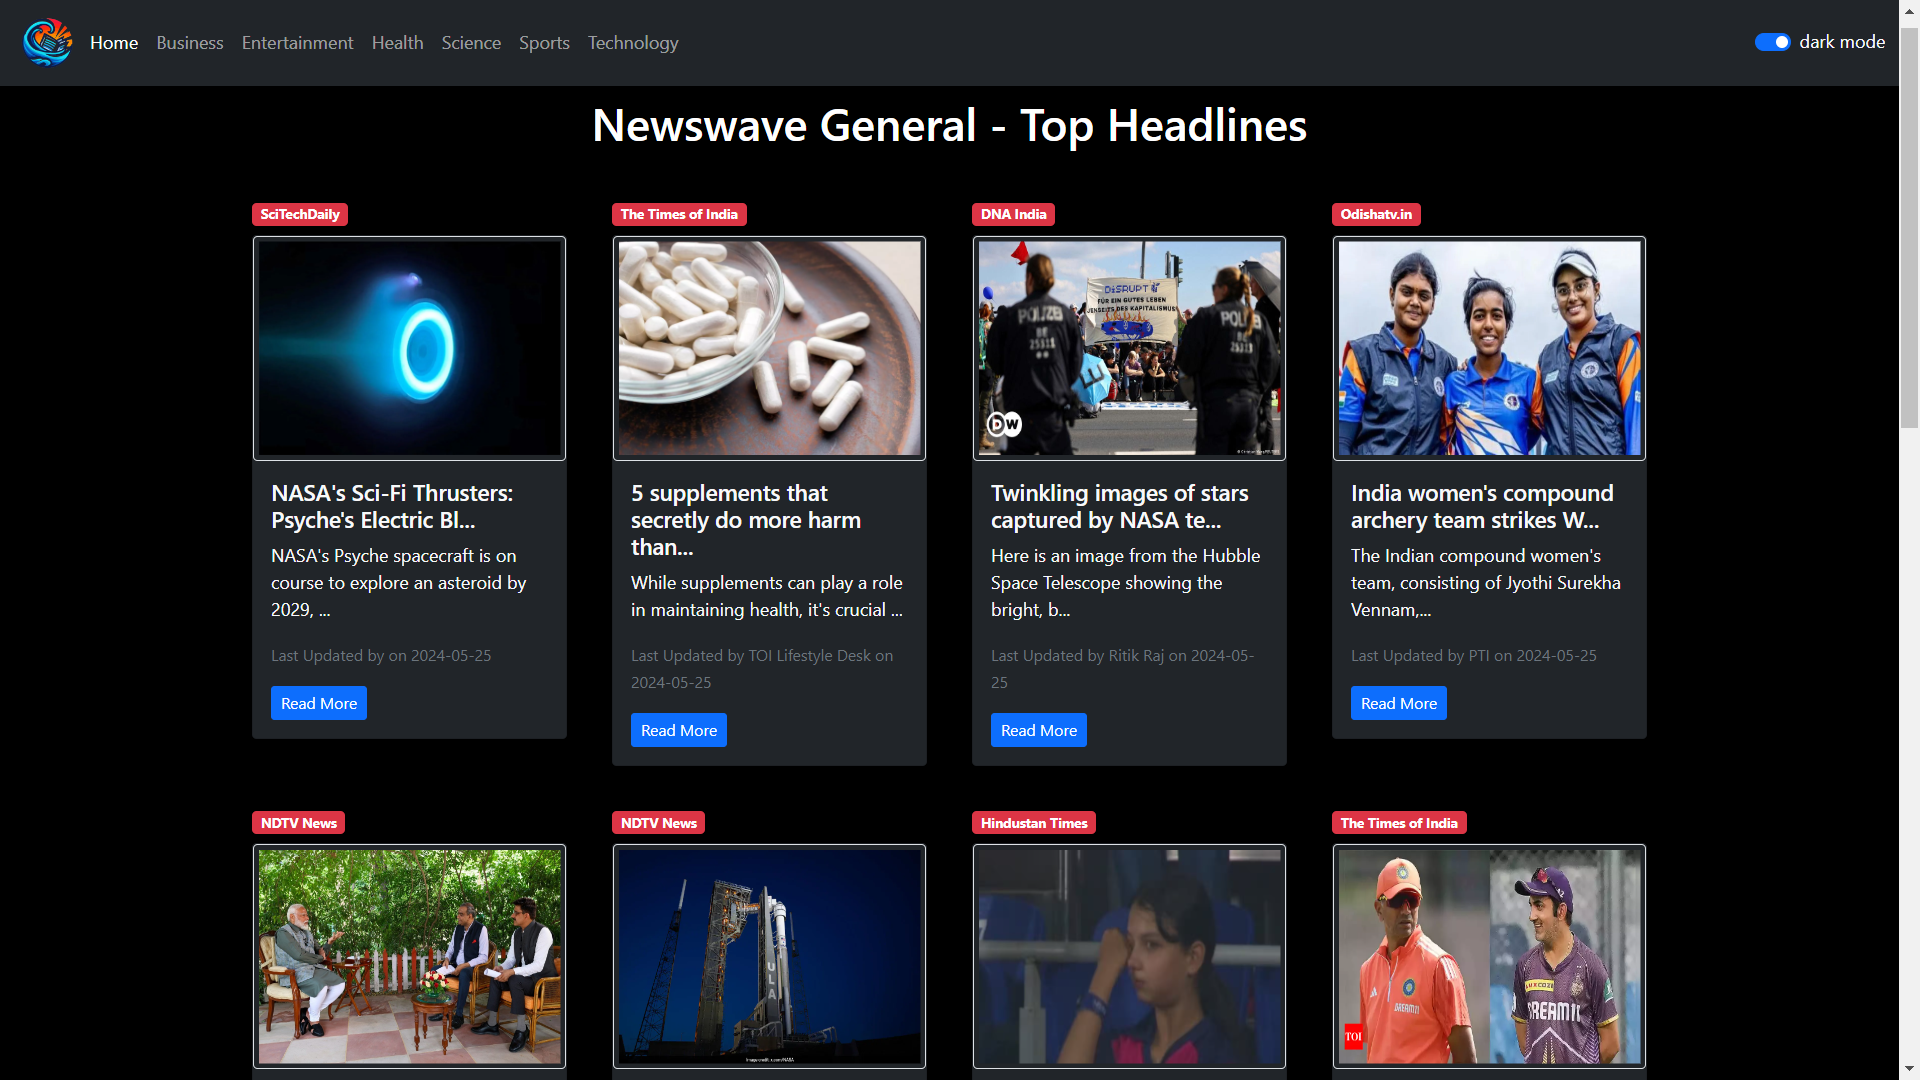 Home Business Entertainment Health Science Sports Technology dark mode
Newswave General - Top Headlines
SciTechDaily
The Times of India
DNA India
Odishatv.in
DISRUPT
FÜR EIN GUTES LEBEN
JENSEITS DES KAPITALISMUS
POLIZEI
BE
25311
DW
NASA's Sci-Fi Thrusters:
Psyche's Electric Bl...
NASA's Psyche spacecraft is on
course to explore an asteroid by
2029, ...
Last Updated by on 2024-05-25
Read More
5 supplements that
secretly do more harm
than...
While supplements can play a role
in maintaining health, it's crucial ...
Last Updated by TOI Lifestyle Desk on
2024-05-25
Read More
Twinkling images of stars
captured by NASA te...
Here is an image from the Hubble
Space Telescope showing the
bright, b...
Last Updated by Ritik Raj on 2024-05-
25
Read More
India women's compound
archery team strikes W...
The Indian compound women's
team, consisting of Jyothi Surekha
Vennam,...
Last Updated by PTI on 2024-05-25
Read More
NDTV News
NDTV News
Hindustan Times
The Times of India
ULA
DREAM11
DREAM11
TOI